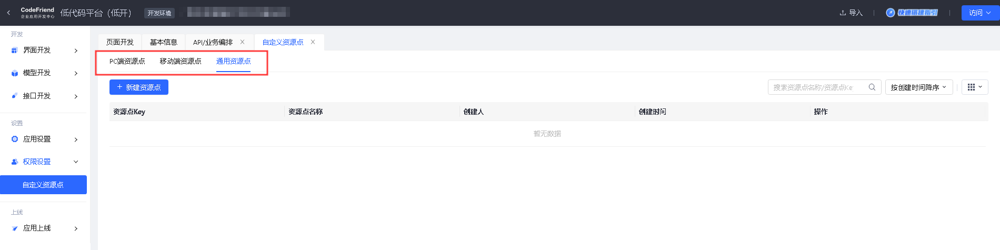 CodeFriend
企业应用开发中心
低代码平台（低开）
开发环境
导入
快速搭建指引
访问
开发
界面开发
模型开发
接口开发
设置
应用设置
权限设置
自定义资源点
上线
应用上线
页面开发
基本信息
API/业务编排
自定义资源点
PC端资源点
移动端资源点
通用资源点
新建资源点
搜索资源点名称/资源点Ke
按创建时间降序
资源点Key
资源点名称
创建人
创建时间
操作
暂无数据